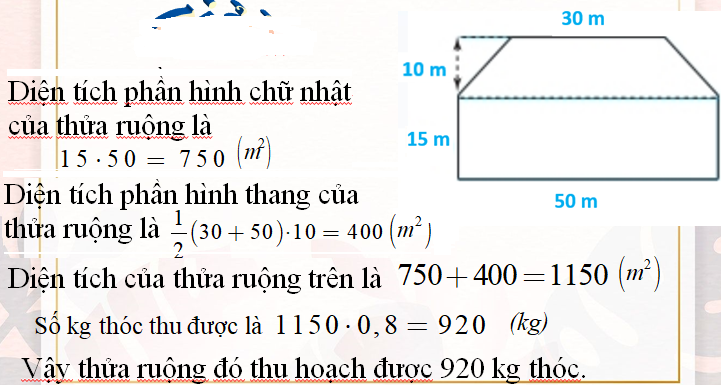 30 m
10 m
Diện tích phần hình chữ nhật
của thửa ruộng là
15 m
15 · 50 = 750 (m²)
Diện tích phần hình thang của
50 m
thửa ruộng là 1/2 (30 + 50) · 10 = 400 (m²)
Diện tích của thửa ruộng trên là 750 + 400 = 1150 (m²)
Số kg thóc thu được là 1150 · 0,8 = 920 (kg)
Vậy thửa ruộng đó thu hoạch được 920 kg thóc.